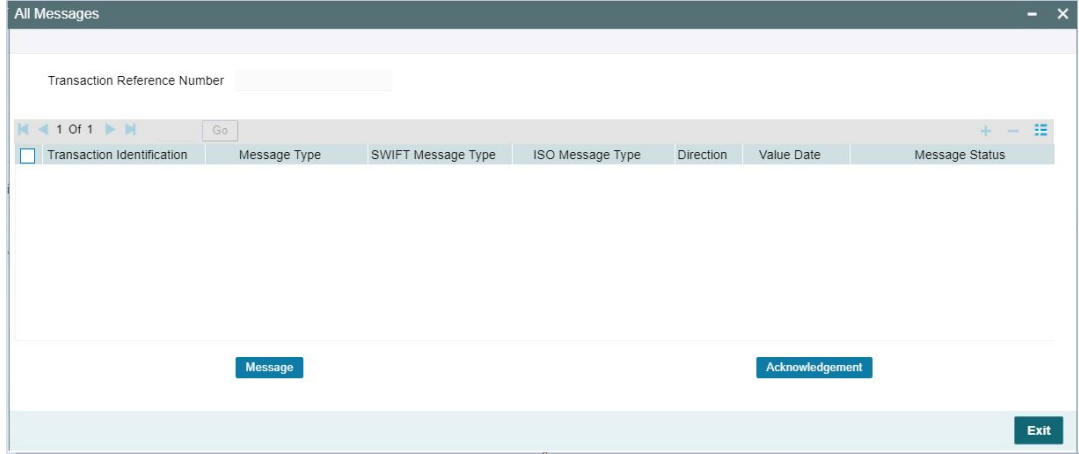 All Messages
Transaction Reference Number
1 Of 1 Go
Transaction Identification Message Type SWIFT Message Type ISO Message Type Direction Value Date Message Status
Message Acknowledgement
Exit